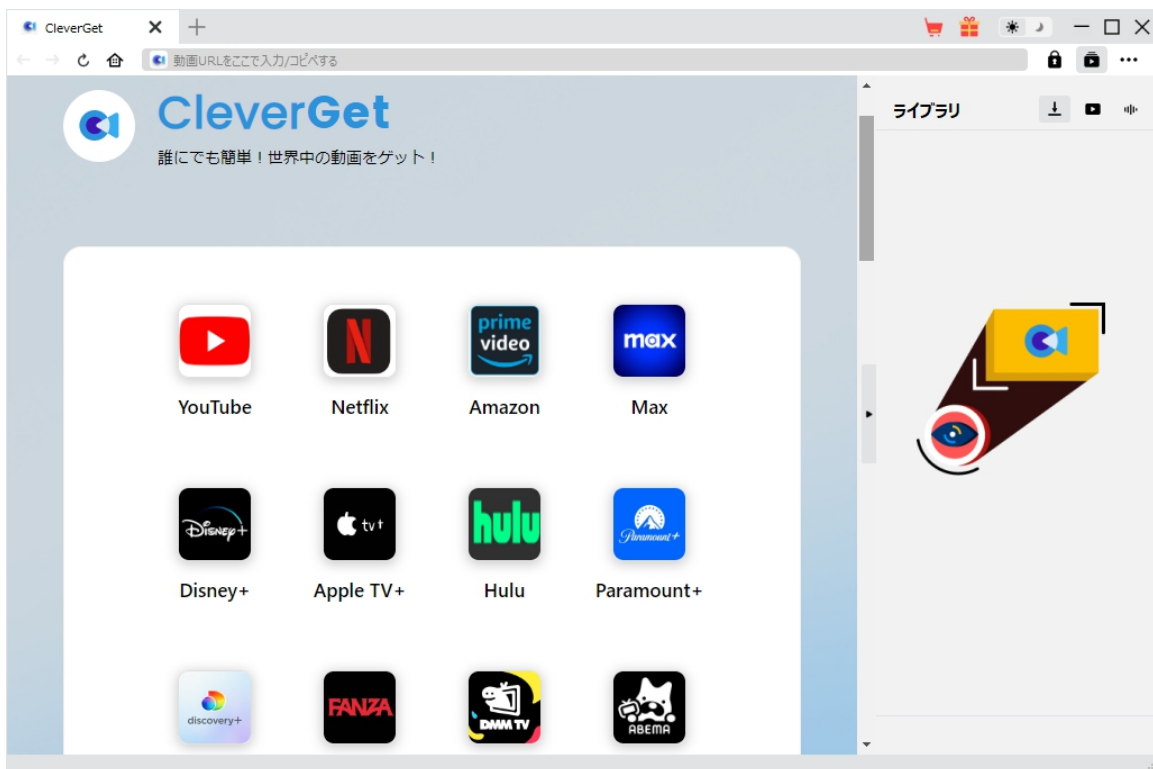 CleverGet
動画URLをここで入力/コピペする
CleverGet
誰にでも簡単！世界中の動画をゲット！
ライブラリ
N
prime video
max
YouTube
Netflix
Amazon
Max
Disney+
tv+
hulu
Paramount+
Disney+
Apple TV+
Hulu
Paramount+
discovery+
FANZA
DMM TV
ABEMA